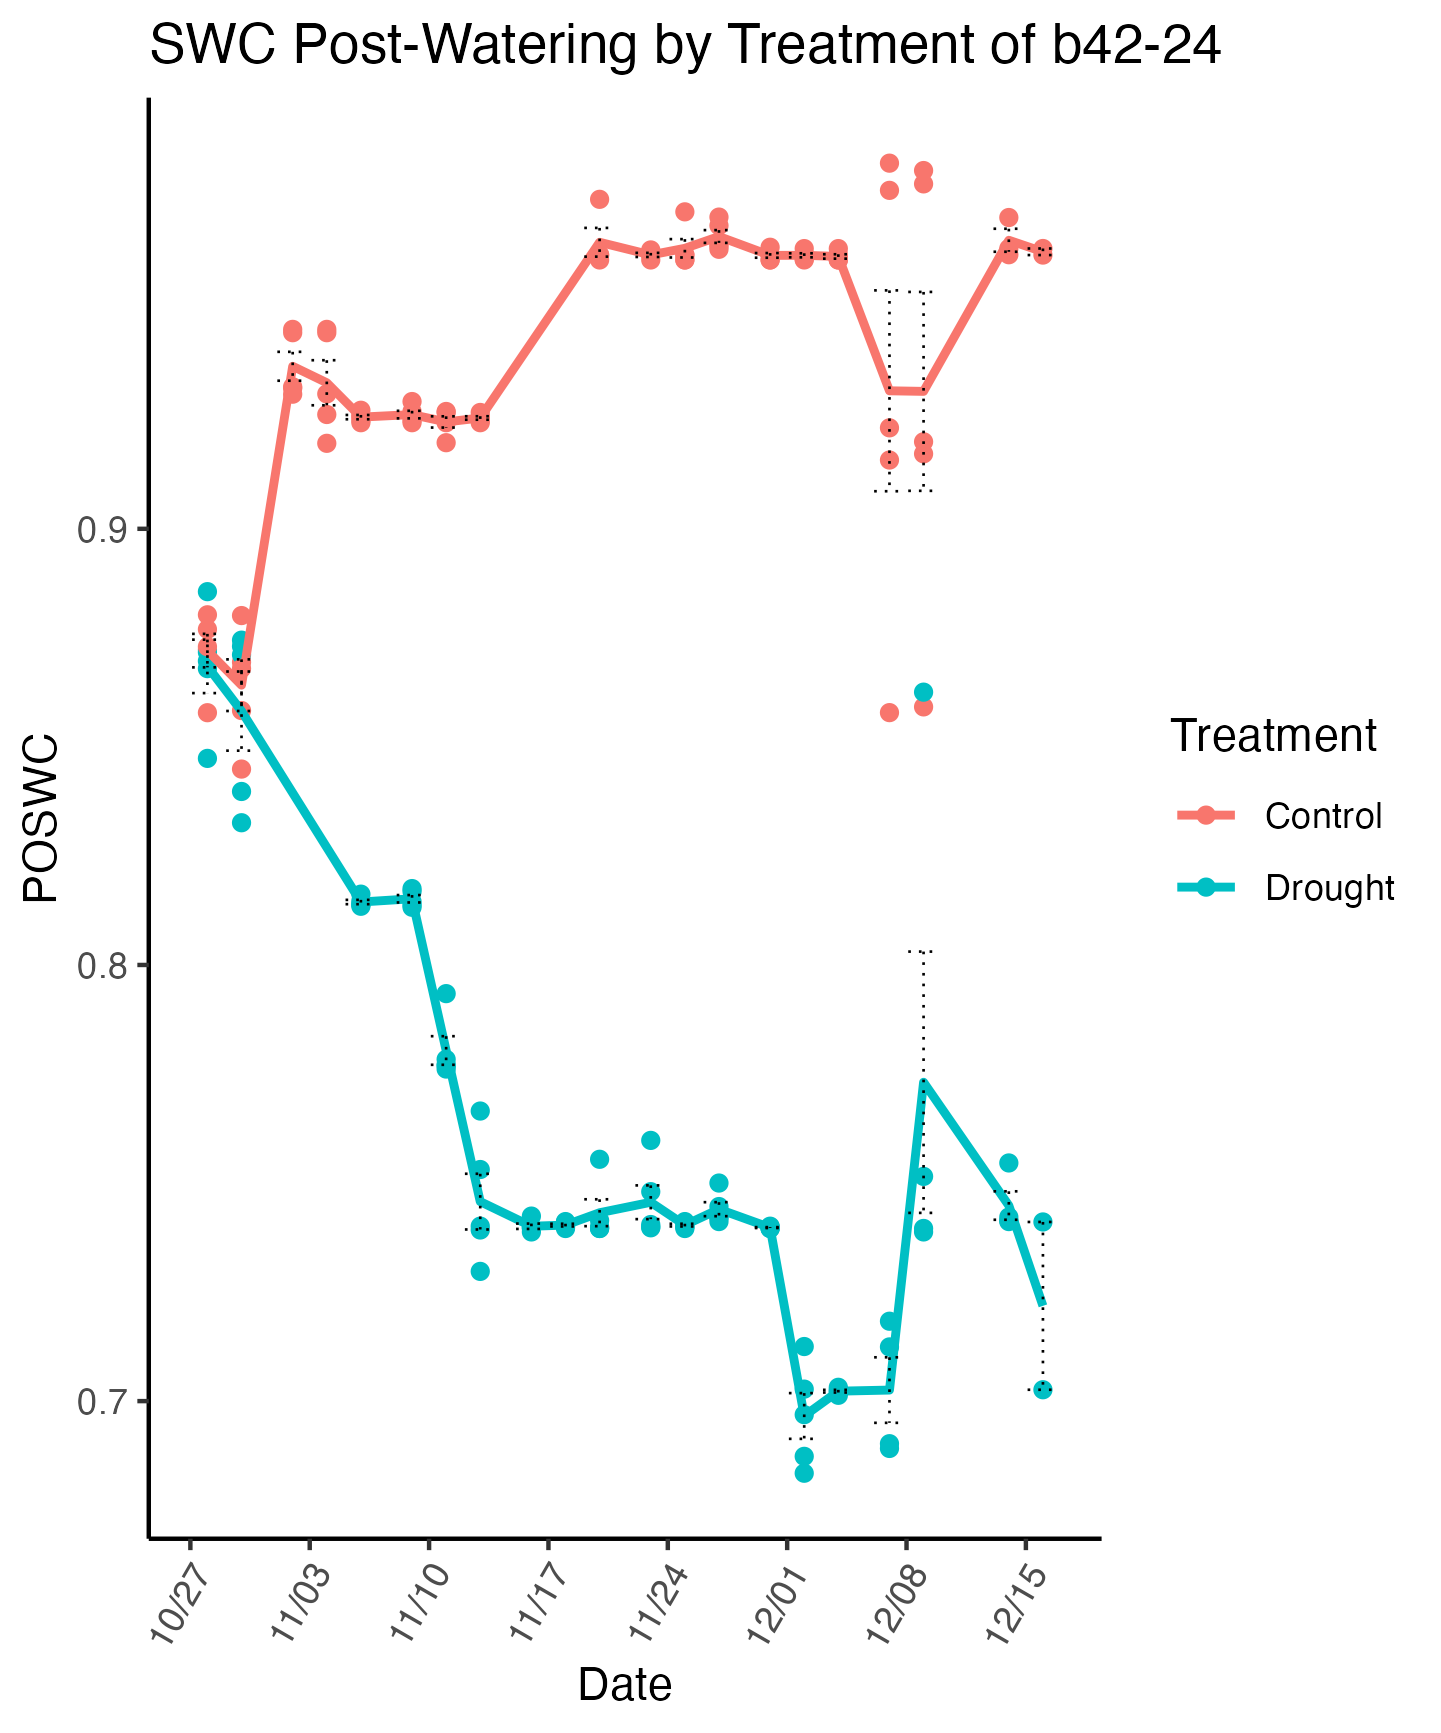 SWC Post-Watering by Treatment of b42-24
POSWC
0.9
0.8
0.7
10/27
11/03
11/10
11/17
11/24
12/01
12/08
12/15
Date
Treatment
Control
Drought